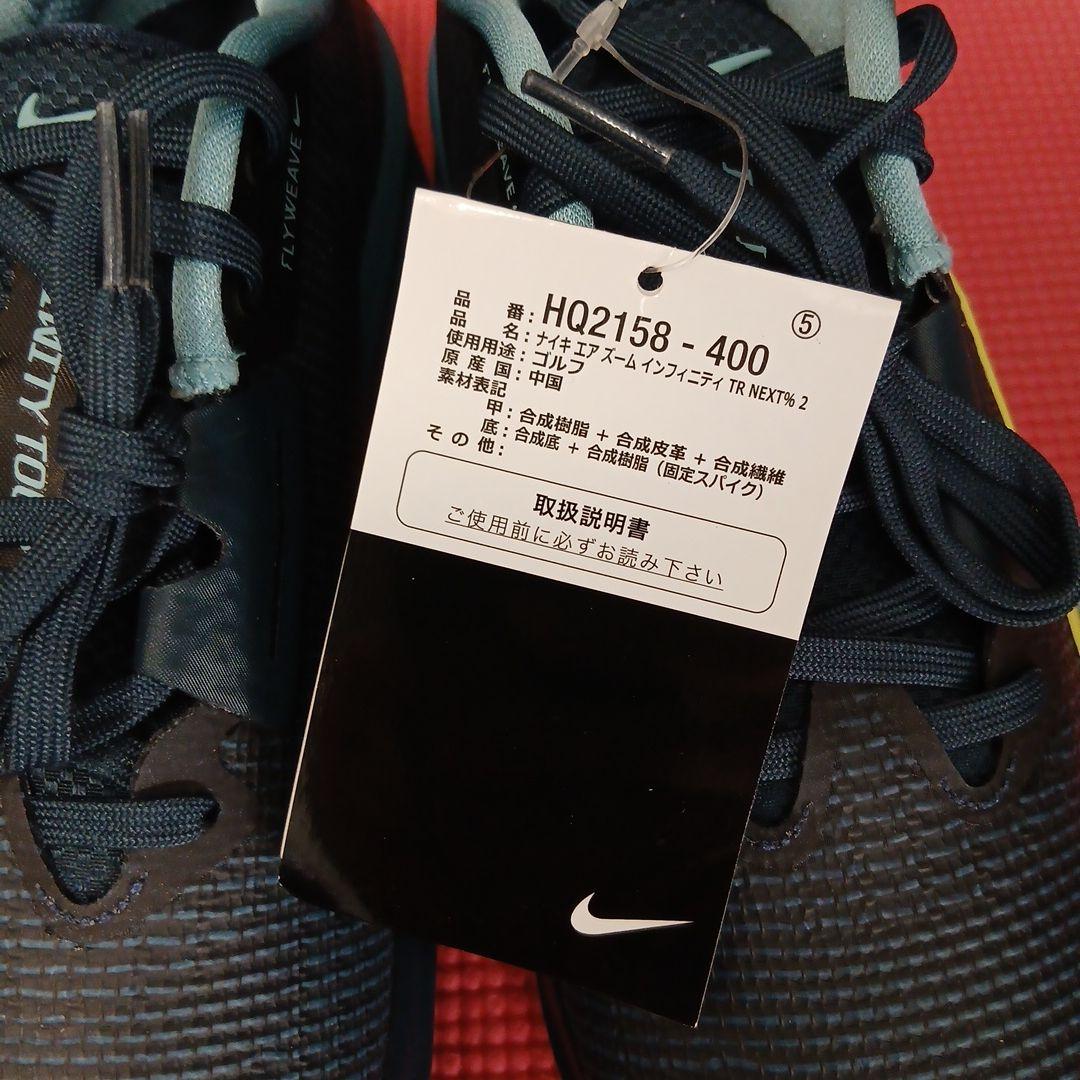 FLYWEAVE
FLYWEAVE
NITY TOU
⑤
品番:HQ2158 - 400
品名:ナイキ エア ズーム インフィニティ TR NEXT% 2
使用用途:ゴルフ
原産国:中国
素材表記
甲:合成樹脂 + 合成皮革 + 合成繊維
底:合成底 + 合成樹脂(固定スパイク)
その他:
取扱説明書
ご使用前に必ずお読み下さい